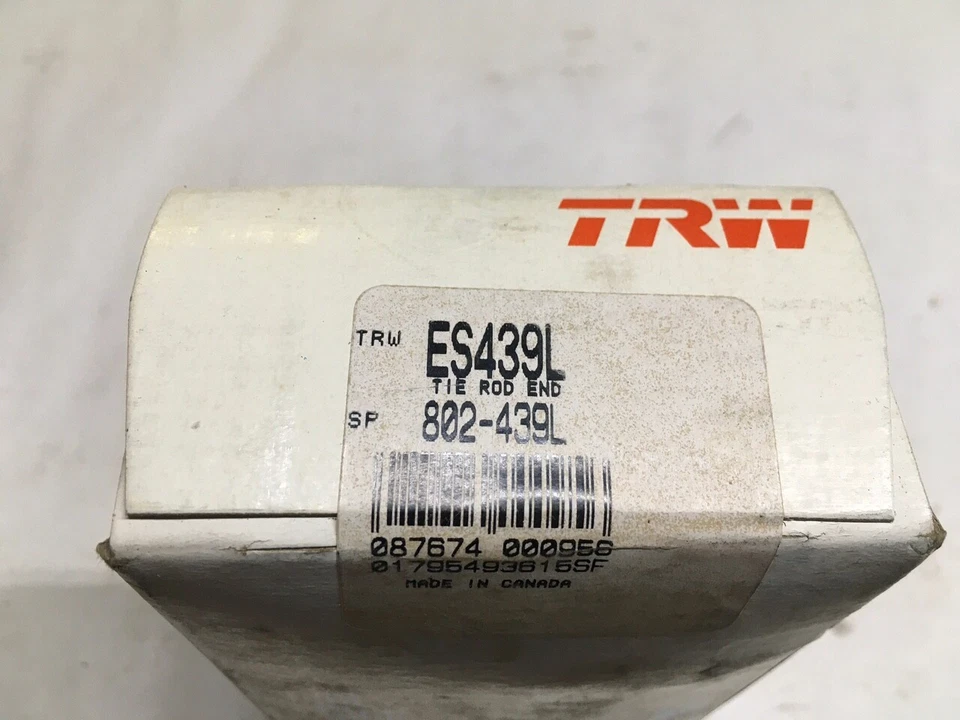 TRW
TRW ES439L
TIE ROD END
SP 802-439L
087674 000956
01795493615SF
MADE IN CANADA